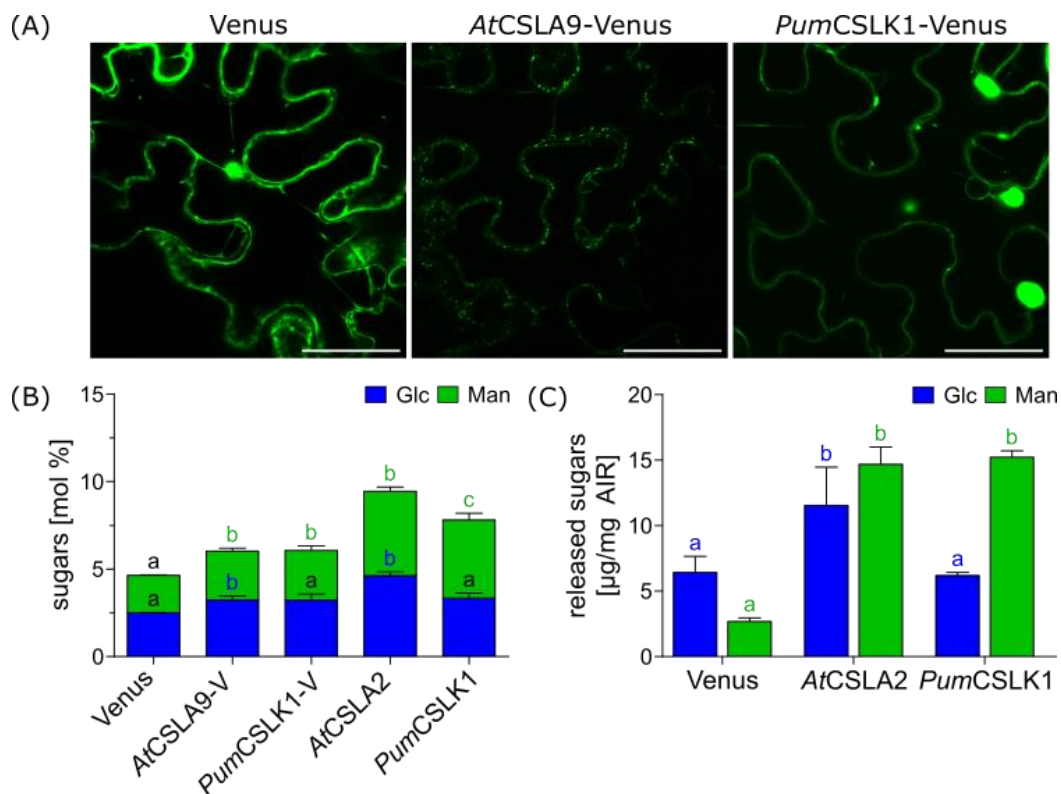 (A) Venus AtCSLA9-Venus PumCSLK1-Venus
(B) Glc Man
sugars [mol %]
15
10
5
0
a
a
b
b
b
a
b
b
c
a
Venus
AtCSLA9-V
PumCSLK1-V
AtCSLA2
PumCSLK1
(C) Glc Man
released sugars
[µg/mg AIR]
20
15
10
5
0
a
a
b
b
a
b
Venus AtCSLA2 PumCSLK1